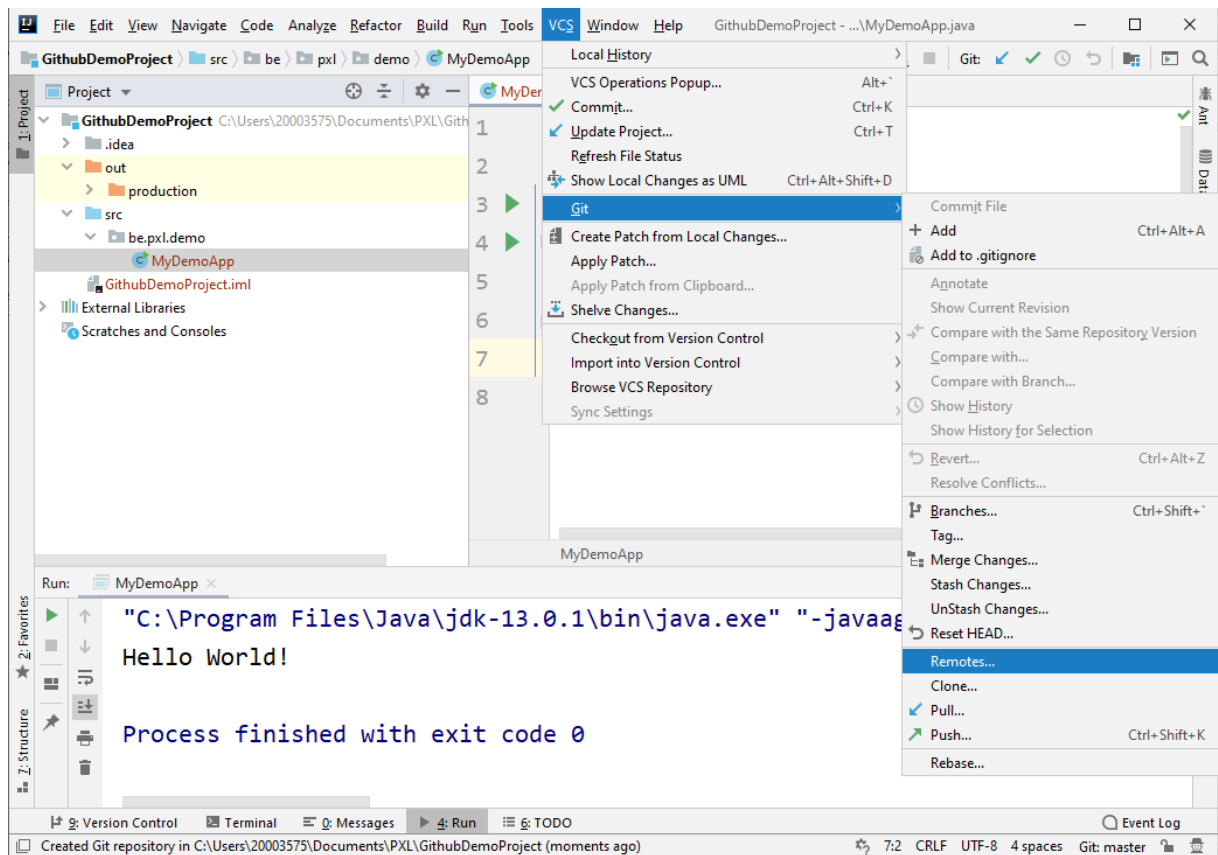 File Edit View Navigate Code Analyze Refactor Build Run Tools VCS Window Help GithubDemoProject - ...\MyDemoApp.java
GithubDemoProject src be pxl demo MyDemoApp Git:
Project
1: Project
GithubDemoProject C:\Users\20003575\Documents\PXL\Gith
.idea
out
production
src
be.pxl.demo
MyDemoApp
GithubDemoProject.iml
External Libraries
Scratches and Consoles
MyDer
1
2
3
4
5
6
7
8
MyDemoApp
Local History
VCS Operations Popup... Alt+`
Commit... Ctrl+K
Update Project... Ctrl+T
Refresh File Status
Show Local Changes as UML Ctrl+Alt+Shift+D
Git
Create Patch from Local Changes...
Apply Patch...
Apply Patch from Clipboard...
Shelve Changes...
Checkout from Version Control
Import into Version Control
Browse VCS Repository
Sync Settings
Commit File
Add Ctrl+Alt+A
Add to .gitignore
Annotate
Show Current Revision
Compare with the Same Repository Version
Compare with...
Compare with Branch...
Show History
Show History for Selection
Revert... Ctrl+Alt+Z
Resolve Conflicts...
Branches... Ctrl+Shift+`
Tag...
Merge Changes...
Stash Changes...
UnStash Changes...
Reset HEAD...
Remotes...
Clone...
Pull...
Push... Ctrl+Shift+K
Rebase...
Ant
Data
Run: MyDemoApp
"C:\Program Files\Java\jdk-13.0.1\bin\java.exe" "-javaag
Hello World!
Process finished with exit code 0
2: Favorites
Z: Structure
9: Version Control Terminal 0: Messages 4: Run 6: TODO Event Log
Created Git repository in C:\Users\20003575\Documents\PXL\GithubDemoProject (moments ago) 7:2 CRLF UTF-8 4 spaces Git: master